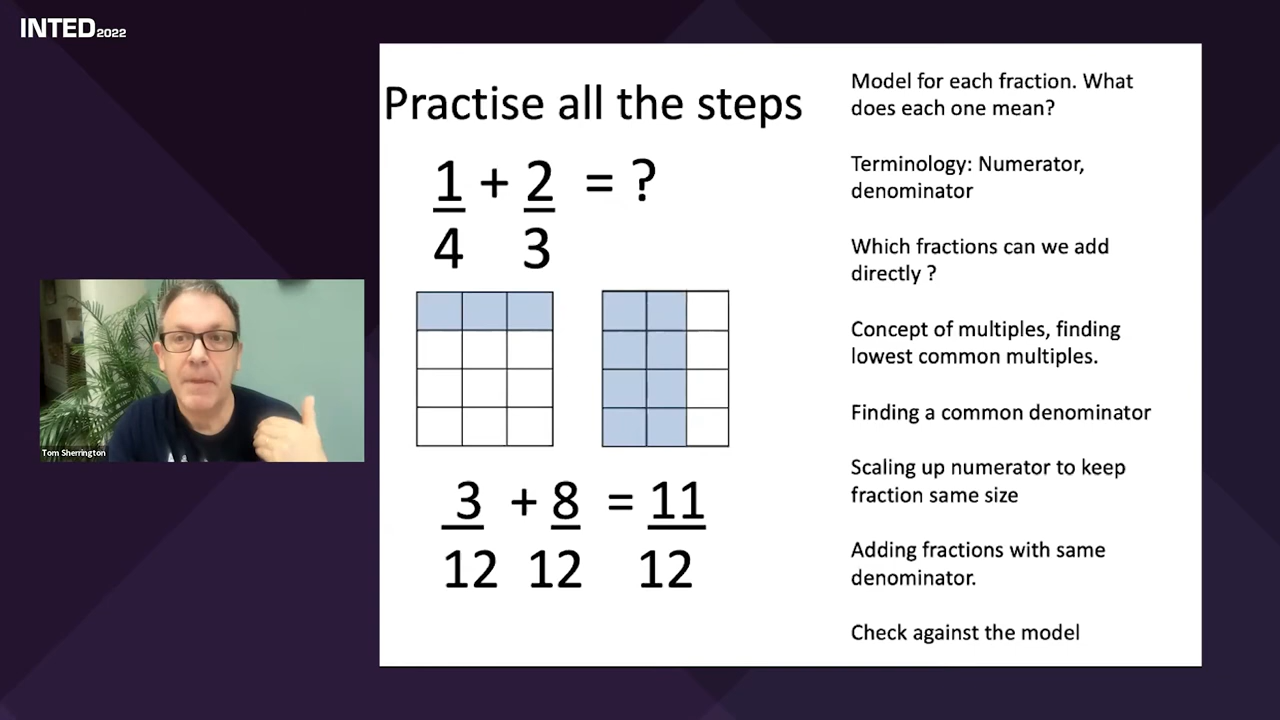 INTED 2022
Practise all the steps
1 + 2 = ?
4 3
3 + 8 = 11
12 12 12
Model for each fraction. What
does each one mean?
Terminology: Numerator,
denominator
Which fractions can we add
directly ?
Concept of multiples, finding
lowest common multiples.
Finding a common denominator
Scaling up numerator to keep
fraction same size
Adding fractions with same
denominator.
Check against the model
Tom Sherrington